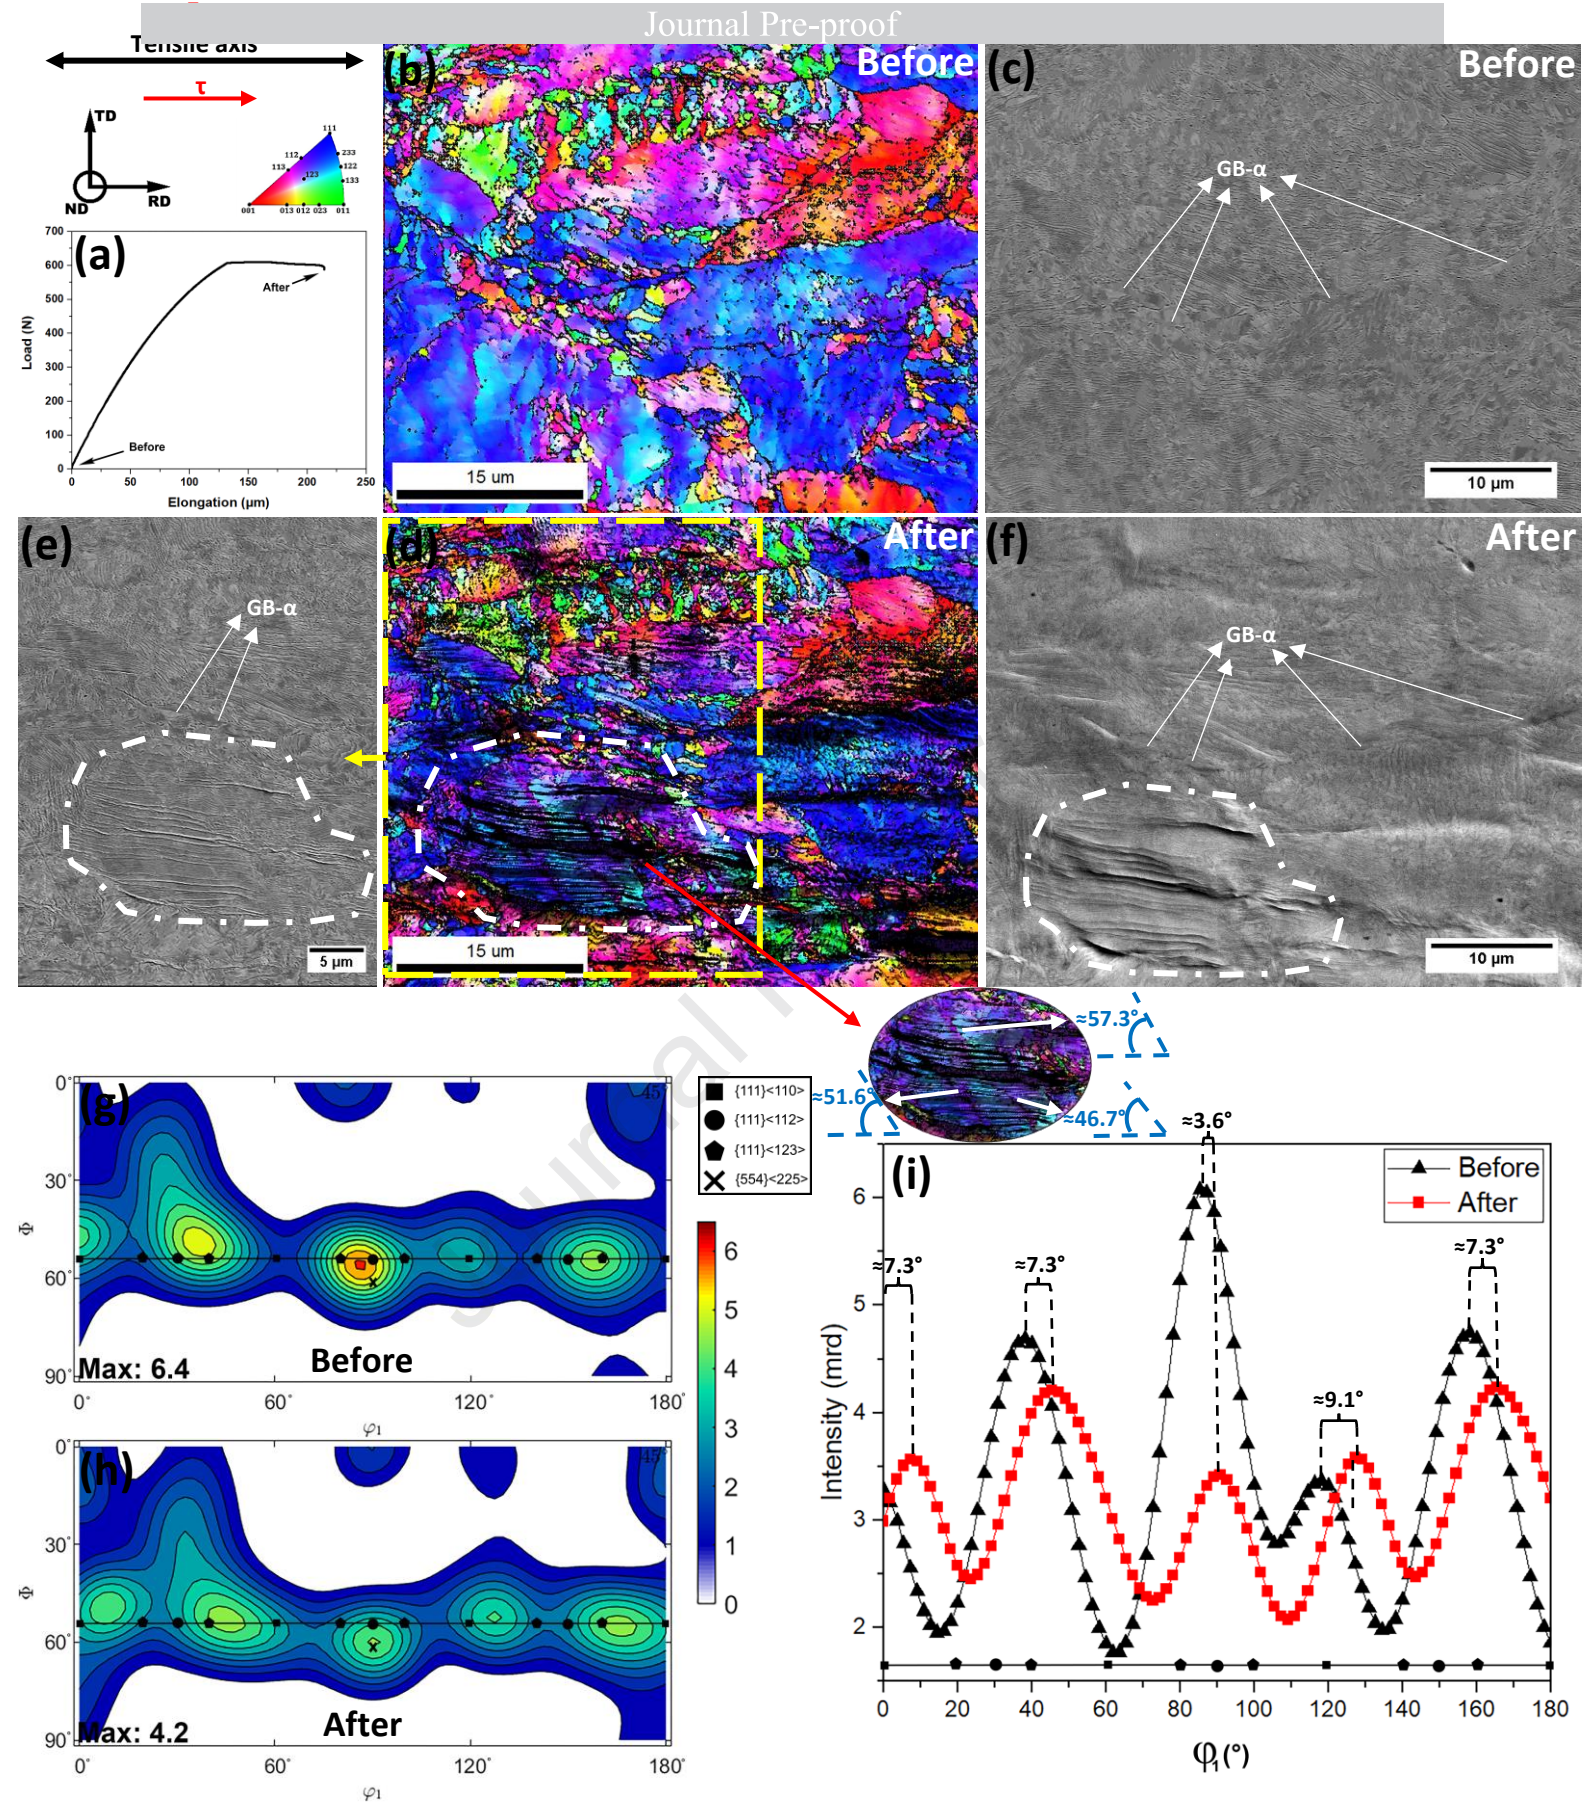 Journal Pre-proof
Tensile axis
τ
TD
ND
RD
111
112
233
113
122
123
133
001
013
012
023
011
(a)
700
600
500
400
300
200
100
0
Load (N)
After
Before
0
50
100
150
200
250
Elongation (µm)
(b)
Before
15 um
(c)
Before
GB-α
10 µm
(e)
GB-α
5 µm
(d)
After
15 um
(f)
After
GB-α
10 µm
≈57.3°
≈51.6°
≈46.7°
(g)
45°
0°
30°
60°
90°
Φ
Max: 6.4
Before
0°
60°
120°
180°
φ1
{111}<110>
{111}<112>
{111}<123>
{554}<225>
6
5
4
3
2
1
0
(h)
45°
0°
30°
60°
90°
Φ
Max: 4.2
After
0°
60°
120°
180°
φ1
(i)
Before
After
≈7.3°
≈7.3°
≈3.6°
≈9.1°
≈7.3°
6
5
4
3
2
Intensity (mrd)
0
20
40
60
80
100
120
140
160
180
φ1(°)